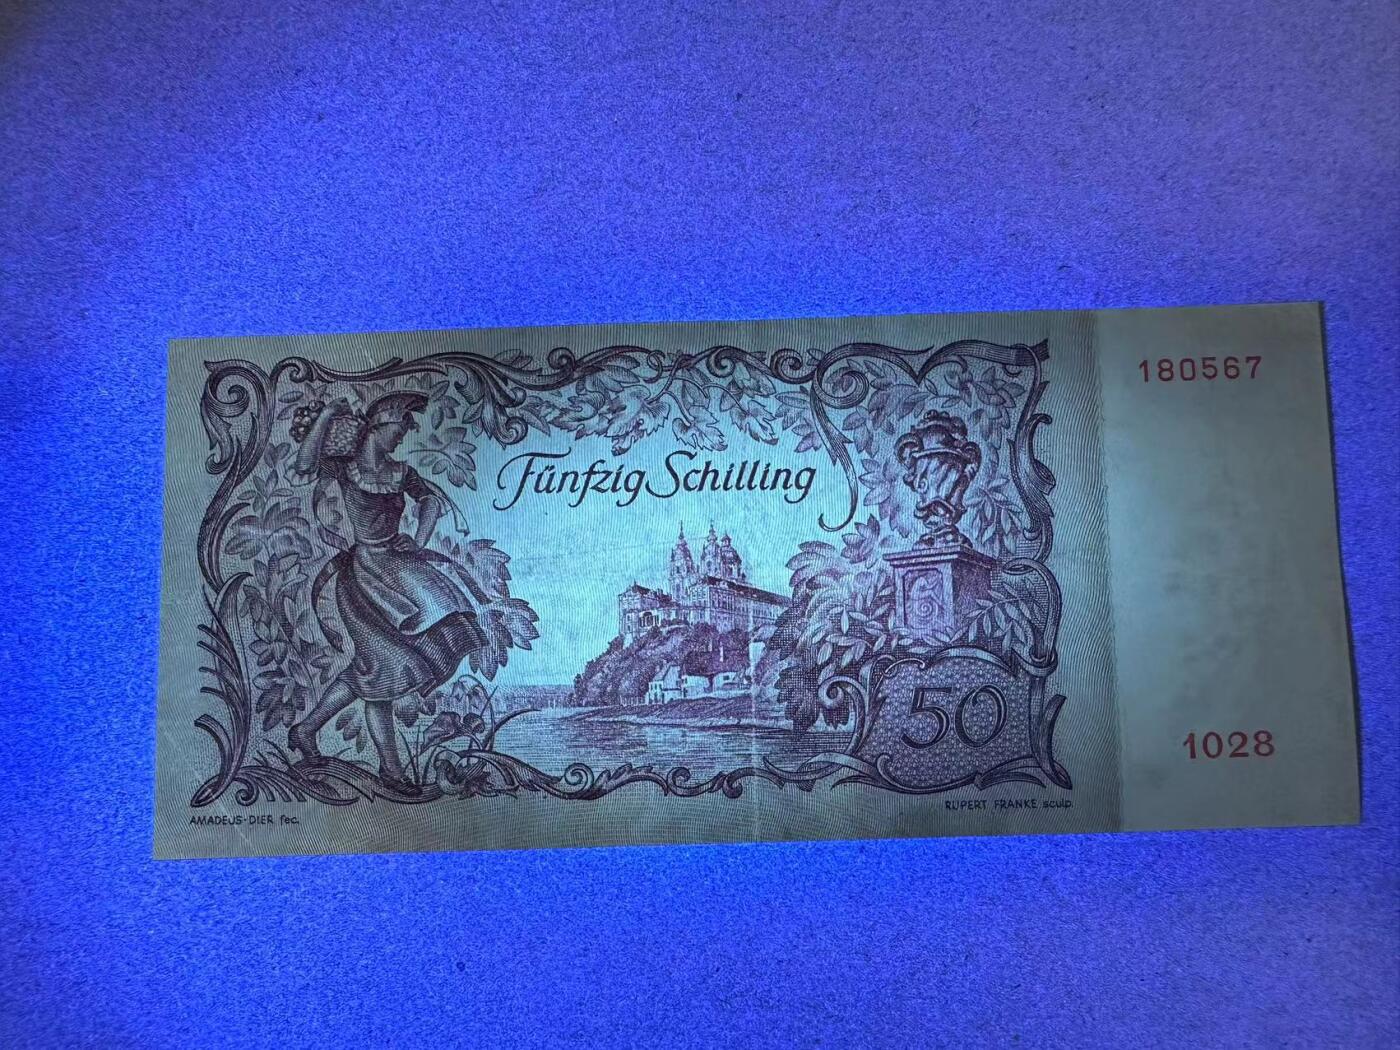 180567
Fünfzig Schilling
50
1028
AMADEUS-DIER fec.
RUPERT FRANKE sculp.